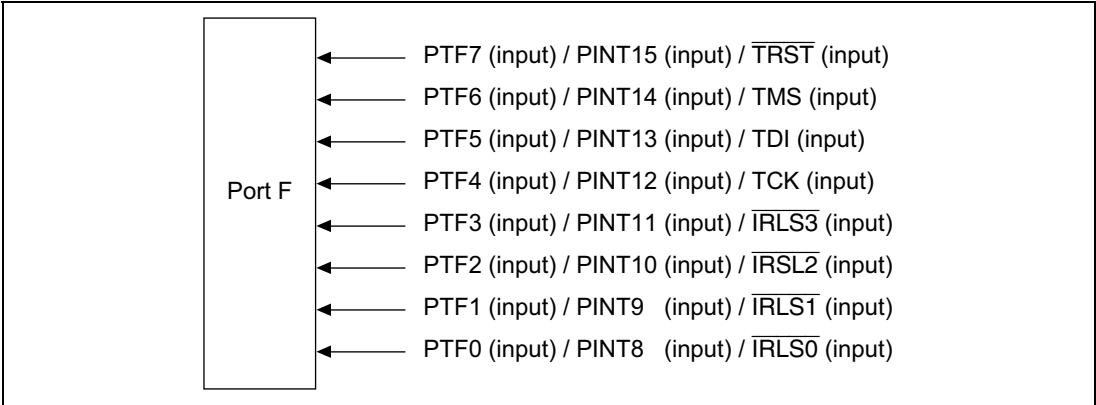 PTF7 (input) / PINT15 (input) / TRST (input)
PTF6 (input) / PINT14 (input) / TMS (input)
PTF5 (input) / PINT13 (input) / TDI (input)
Port F
PTF4 (input) / PINT12 (input) / TCK (input)
PTF3 (input) / PINT11 (input) / IRLS3 (input)
PTF2 (input) / PINT10 (input) / IRSL2 (input)
PTF1 (input) / PINT9 (input) / IRLS1 (input)
PTF0 (input) / PINT8 (input) / IRLS0 (input)